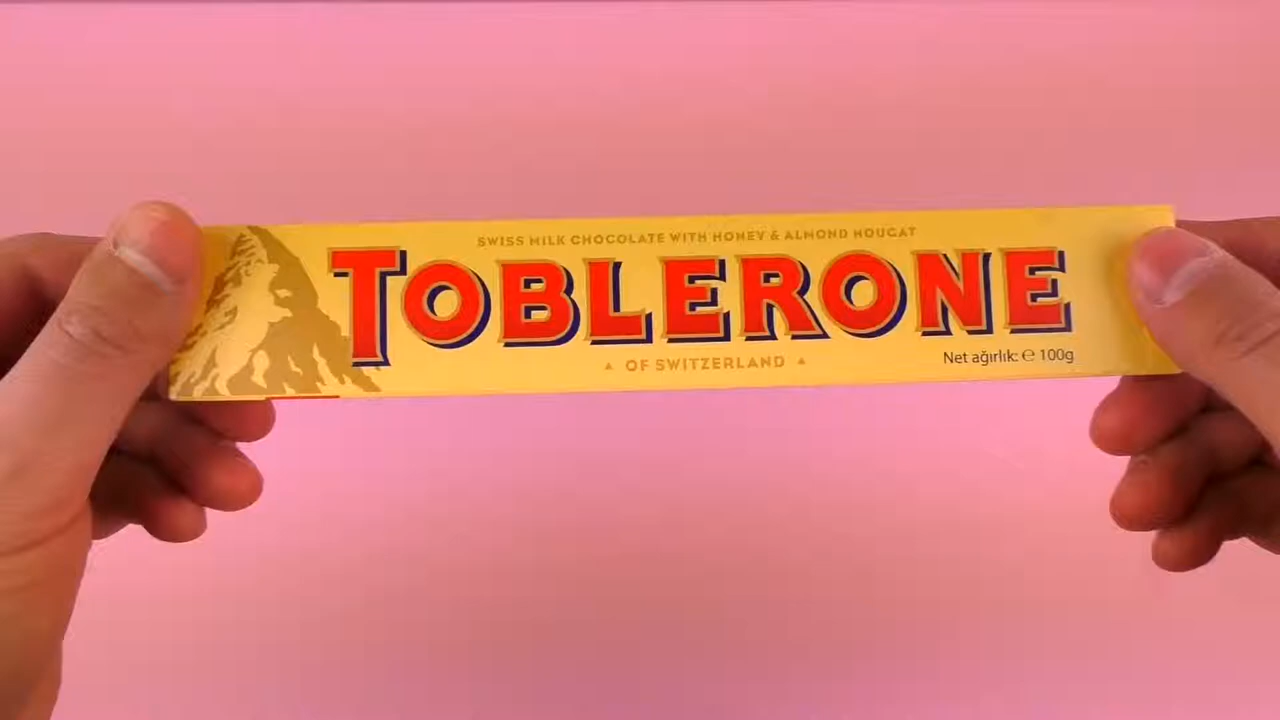 SWISS MILK CHOCOLATE WITH HONEY & ALMOND NOUGAT
TOBLERONE
OF SWITZERLAND
Net ağırlık: ℮ 100g